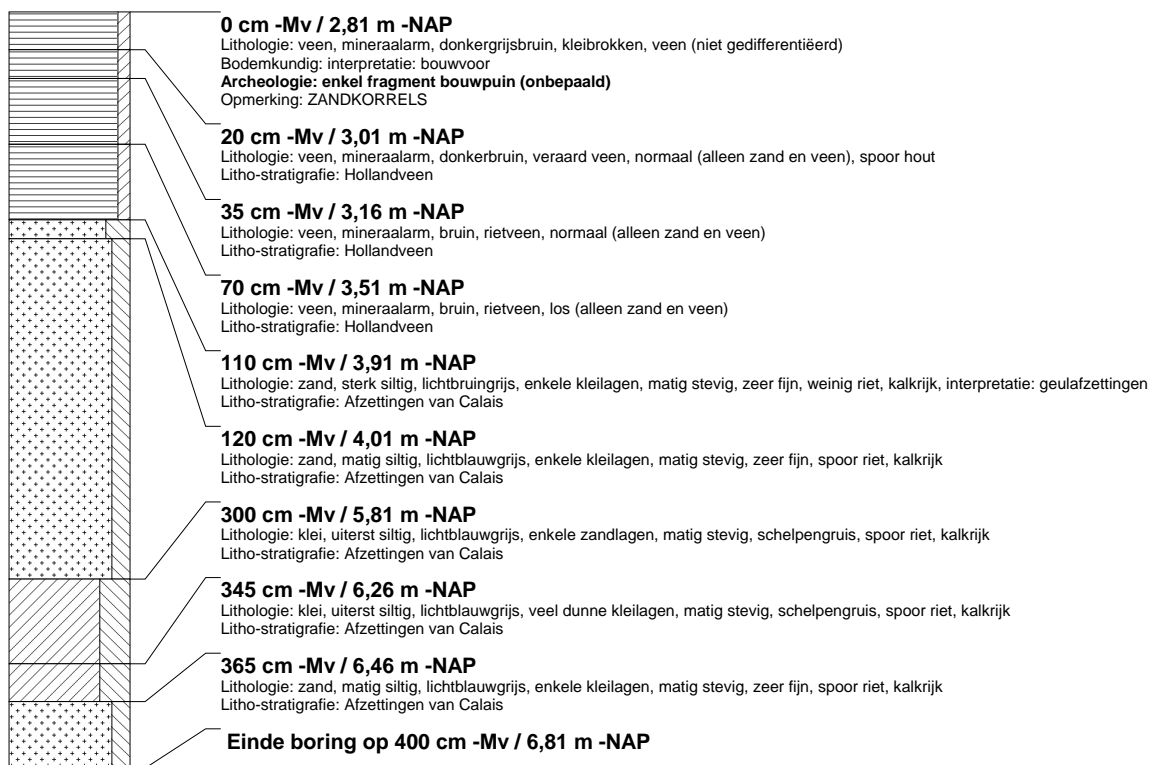 0 cm -Mv / 2,81 m -NAP
Lithologie: veen, mineraalarm, donkergrijsbruin, kleibrokken, veen (niet gedifferentiëerd)
Bodemkundig: interpretatie: bouwvoor
Archeologie: enkel fragment bouwpuin (onbepaald)
Opmerking: ZANDKORRELS
20 cm -Mv / 3,01 m -NAP
Lithologie: veen, mineraalarm, donkerbruin, veraard veen, normaal (alleen zand en veen), spoor hout
Litho-stratigrafie: Hollandveen
35 cm -Mv / 3,16 m -NAP
Lithologie: veen, mineraalarm, bruin, rietveen, normaal (alleen zand en veen)
Litho-stratigrafie: Hollandveen
70 cm -Mv / 3,51 m -NAP
Lithologie: veen, mineraalarm, bruin, rietveen, los (alleen zand en veen)
Litho-stratigrafie: Hollandveen
110 cm -Mv / 3,91 m -NAP
Lithologie: zand, sterk siltig, lichtbruingrijs, enkele kleilagen, matig stevig, zeer fijn, weinig riet, kalkrijk, interpretatie: geulafzettingen
Litho-stratigrafie: Afzettingen van Calais
120 cm -Mv / 4,01 m -NAP
Lithologie: zand, matig siltig, lichtblauwgrijs, enkele kleilagen, matig stevig, zeer fijn, spoor riet, kalkrijk
Litho-stratigrafie: Afzettingen van Calais
300 cm -Mv / 5,81 m -NAP
Lithologie: klei, uiterst siltig, lichtblauwgrijs, enkele zandlagen, matig stevig, schelpengruis, spoor riet, kalkrijk
Litho-stratigrafie: Afzettingen van Calais
345 cm -Mv / 6,26 m -NAP
Lithologie: klei, uiterst siltig, lichtblauwgrijs, veel dunne kleilagen, matig stevig, schelpengruis, spoor riet, kalkrijk
Litho-stratigrafie: Afzettingen van Calais
365 cm -Mv / 6,46 m -NAP
Lithologie: zand, matig siltig, lichtblauwgrijs, enkele kleilagen, matig stevig, zeer fijn, spoor riet, kalkrijk
Litho-stratigrafie: Afzettingen van Calais
Einde boring op 400 cm -Mv / 6,81 m -NAP